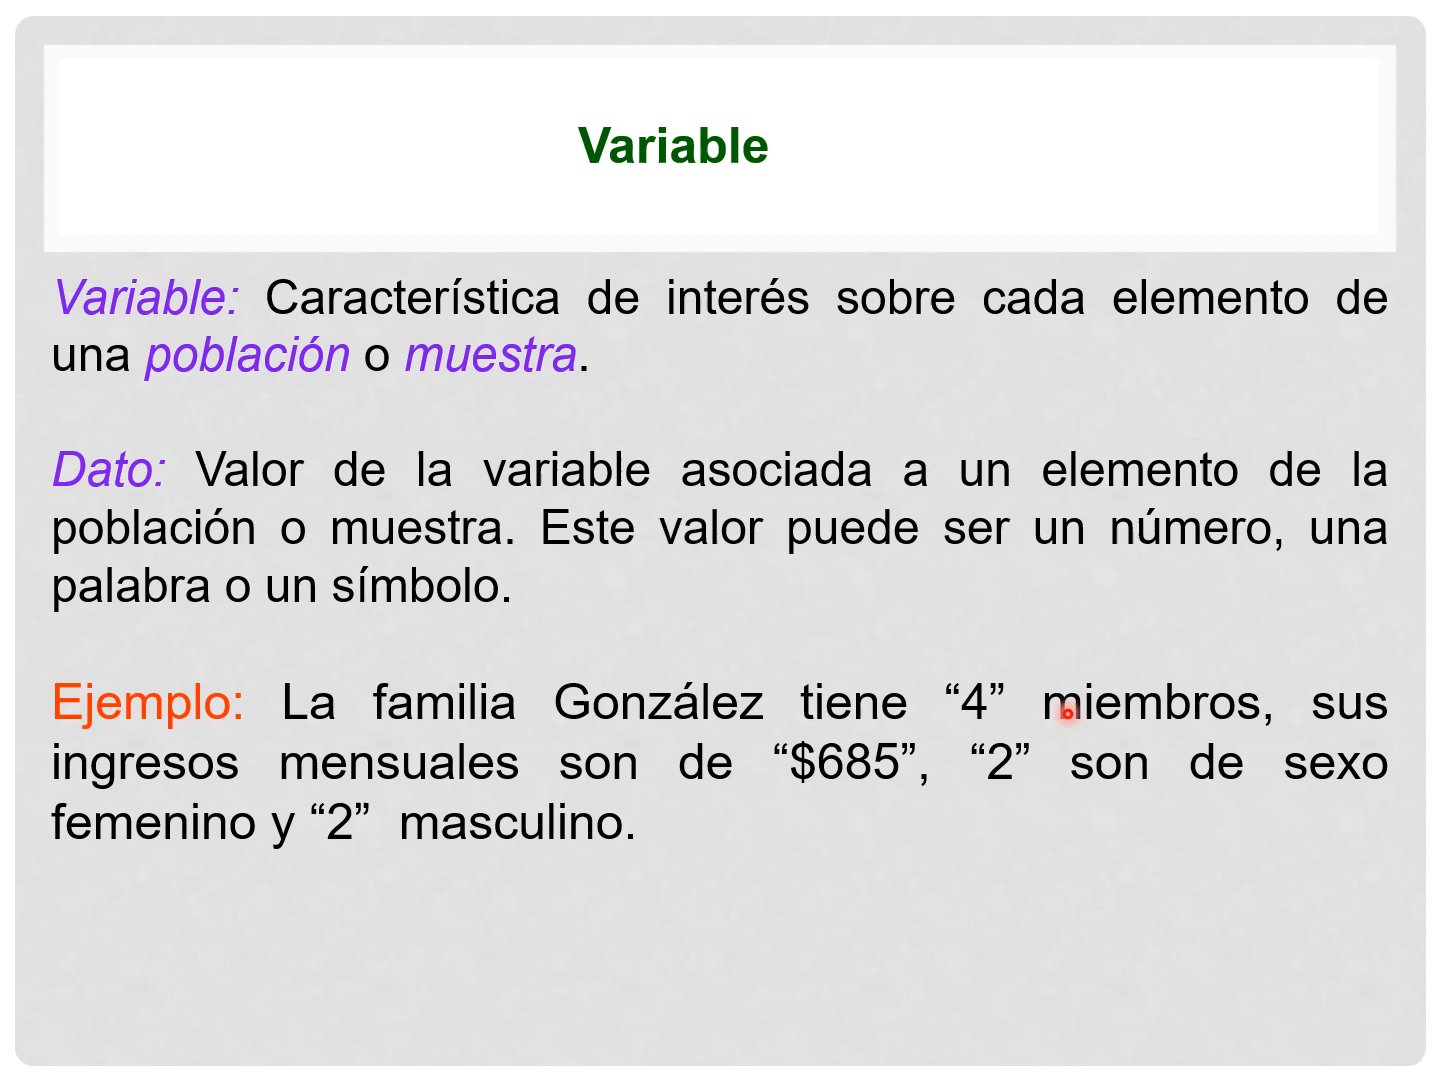 Variable
Variable: Característica de interés sobre cada elemento de
una población o muestra.
Dato: Valor de la variable asociada a un elemento de la
población o muestra. Este valor puede ser un número, una
palabra o un símbolo.
Ejemplo: La familia González tiene “4” miembros, sus
ingresos mensuales son de “$685”, “2” son de sexo
femenino y “2”  masculino.